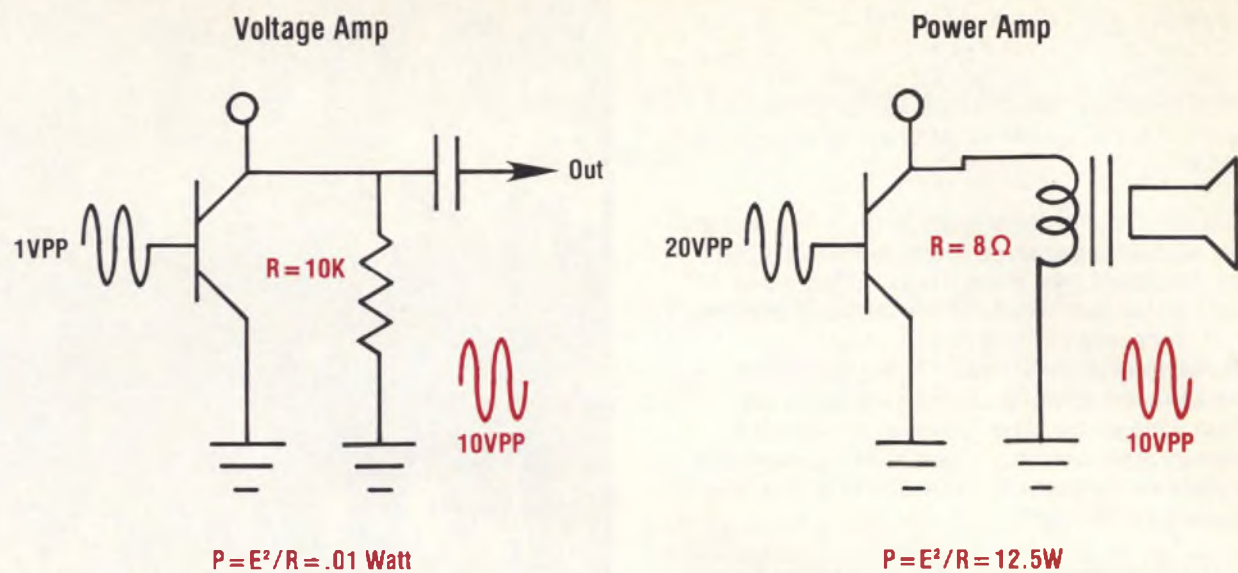 Voltage Amp
1VPP
R = 10K
Out
10VPP
P = E²/R = .01 Watt
Power Amp
20VPP
R = 8 Ω
10VPP
P = E²/R = 12.5W